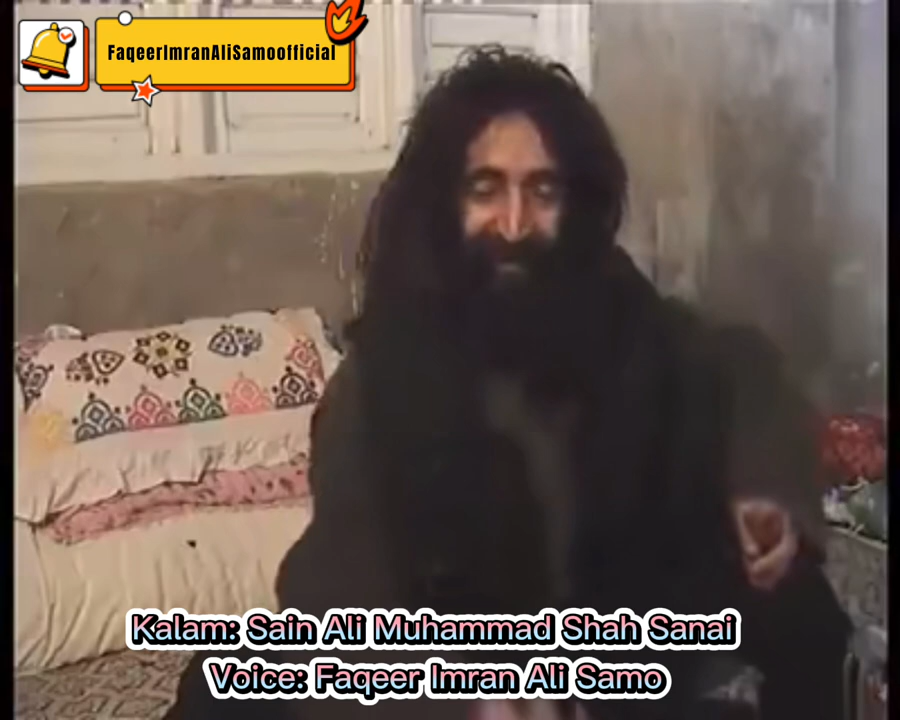 FaqeerImranAliSamoofficial
Kalam: Sain Ali Muhammad Shah Sanai
Voice: Faqeer Imran Ali Samo